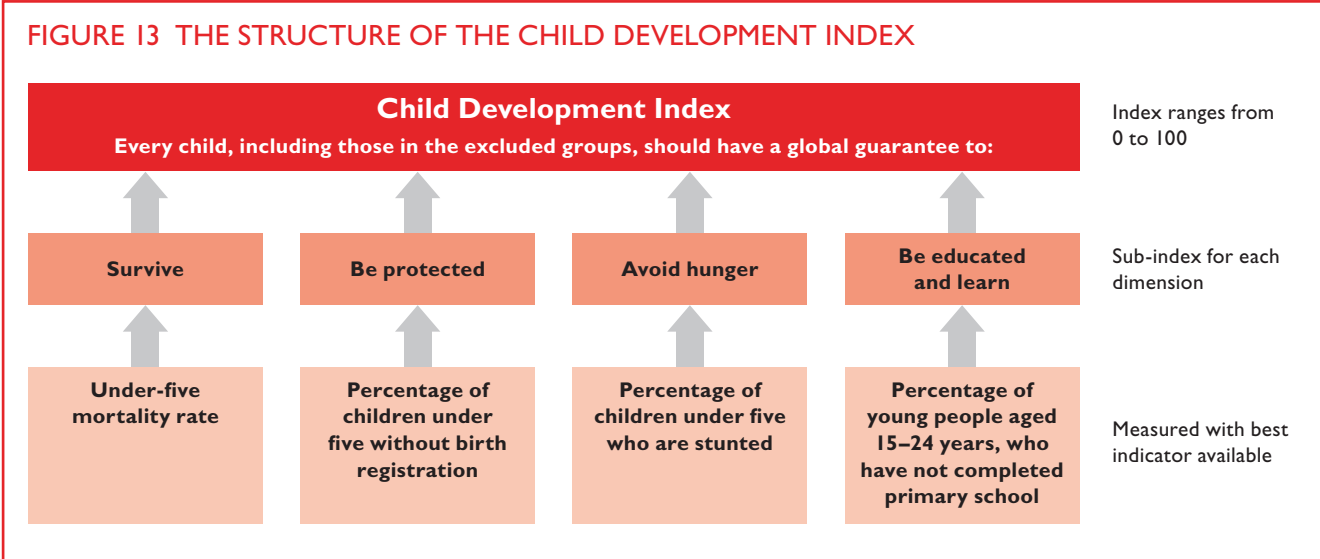 FIGURE 13 THE STRUCTURE OF THE CHILD DEVELOPMENT INDEX
Child Development Index
Every child, including those in the excluded groups, should have a global guarantee to:
Index ranges from
0 to 100
Survive
Be protected
Avoid hunger
Be educated
and learn
Sub-index for each
dimension
Under-five
mortality rate
Percentage of
children under
five without birth
registration
Percentage of
children under five
who are stunted
Percentage of
young people aged
15–24 years, who
have not completed
primary school
Measured with best
indicator available